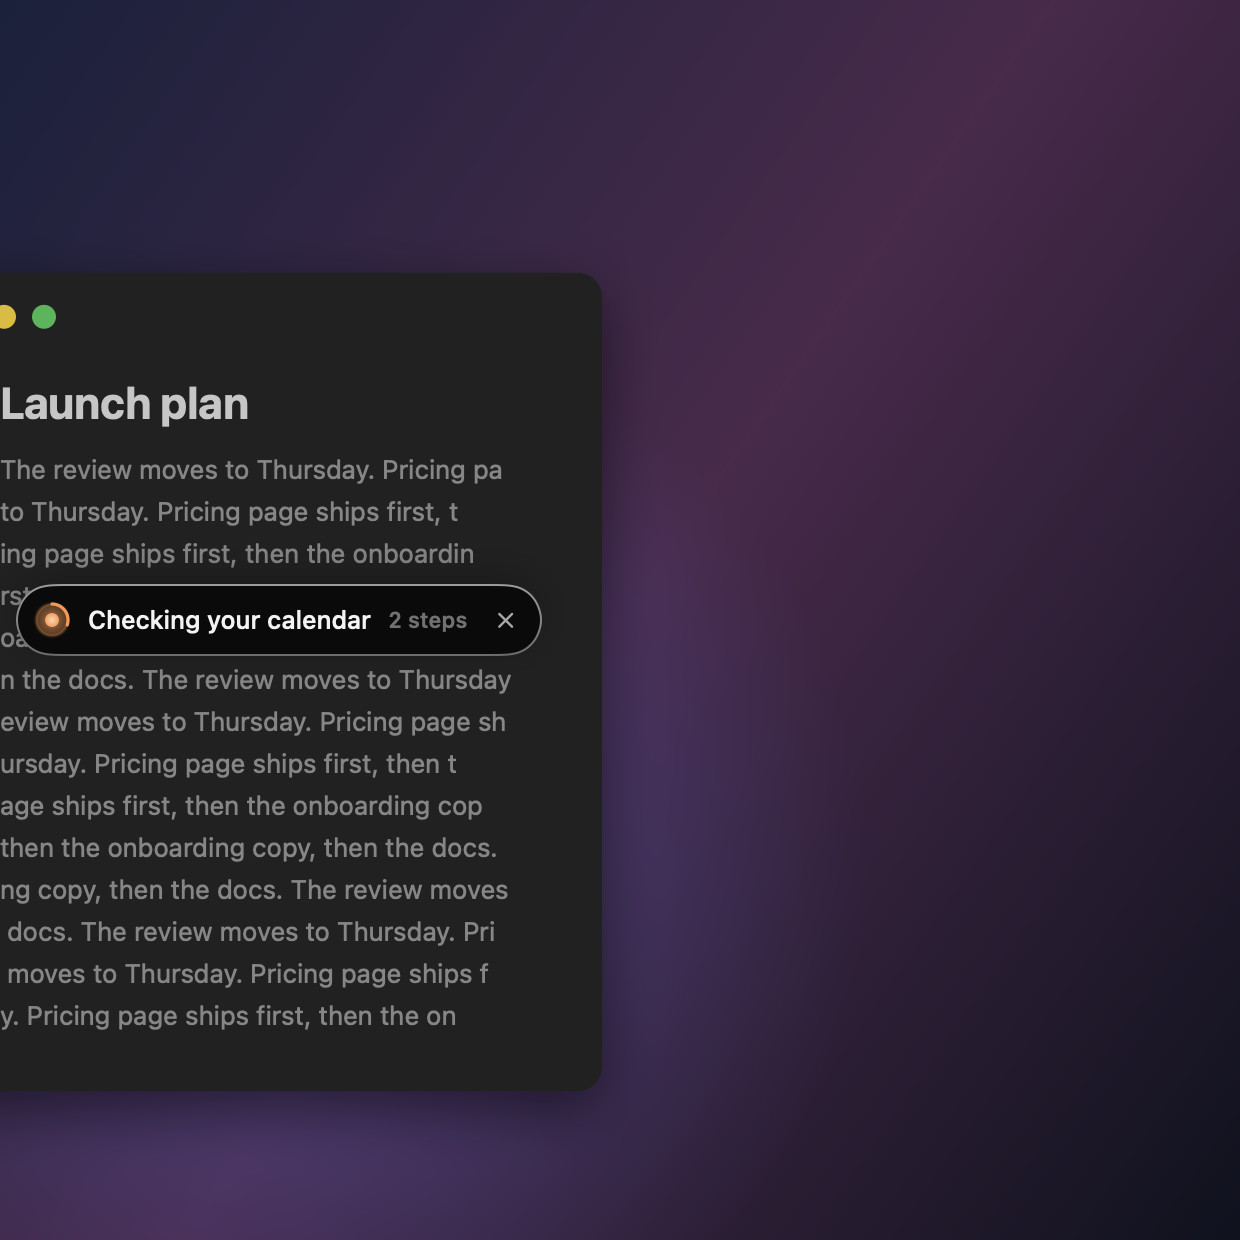 Launch plan
The review moves to Thursday. Pricing pa
to Thursday. Pricing page ships first, t
ing page ships first, then the onboardin
rst
Checking your calendar 2 steps
oa
n the docs. The review moves to Thursday
eview moves to Thursday. Pricing page sh
ursday. Pricing page ships first, then t
age ships first, then the onboarding cop
then the onboarding copy, then the docs.
ng copy, then the docs. The review moves
docs. The review moves to Thursday. Pri
moves to Thursday. Pricing page ships f
y. Pricing page ships first, then the on